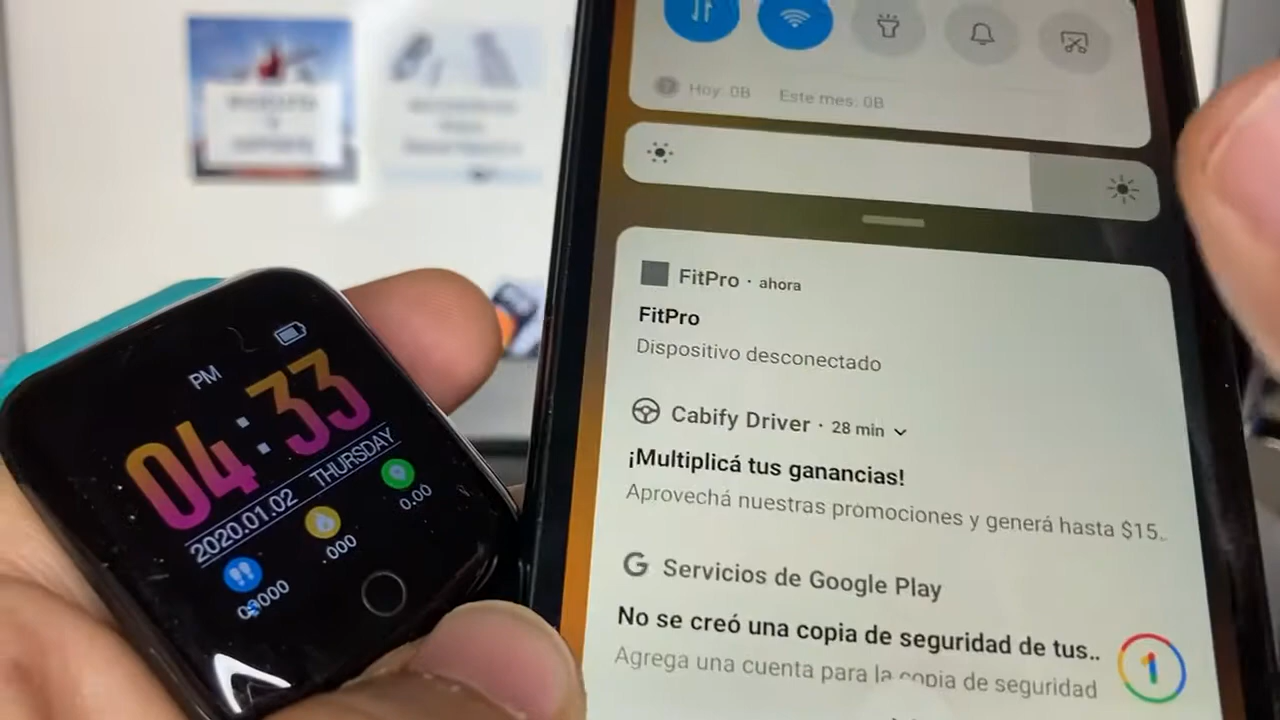 PM
04:33
2020.01.02 THURSDAY
0.00
.000
Hoy: 0B Este mes: 0B
FitPro · ahora
FitPro
Dispositivo desconectado
Cabify Driver · 28 min
¡Multiplicá tus ganancias!
Aprovechá nuestras promociones y generá hasta $15..
Servicios de Google Play
No se creó una copia de seguridad de tus..
Agrega una cuenta para la copia de seguridad